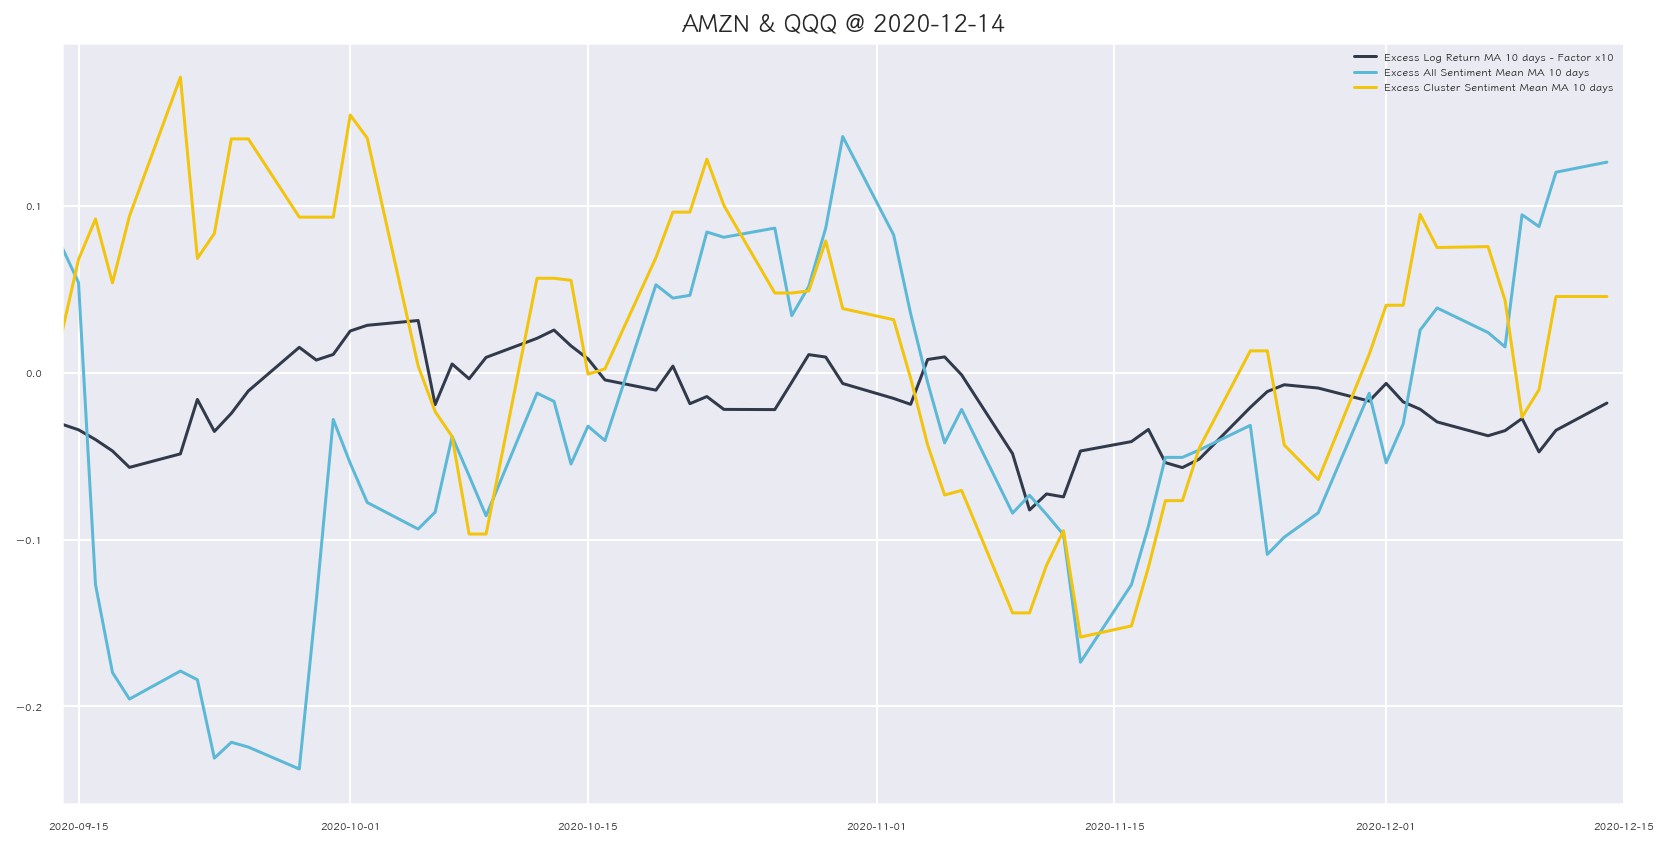 AMZN & QQQ @ 2020-12-14
Excess Log Return MA 10 days - Factor x10
Excess All Sentiment Mean MA 10 days
Excess Cluster Sentiment Mean MA 10 days
0.1
0.0
−0.1
−0.2
2020-09-15 2020-10-01 2020-10-15 2020-11-01 2020-11-15 2020-12-01 2020-12-15